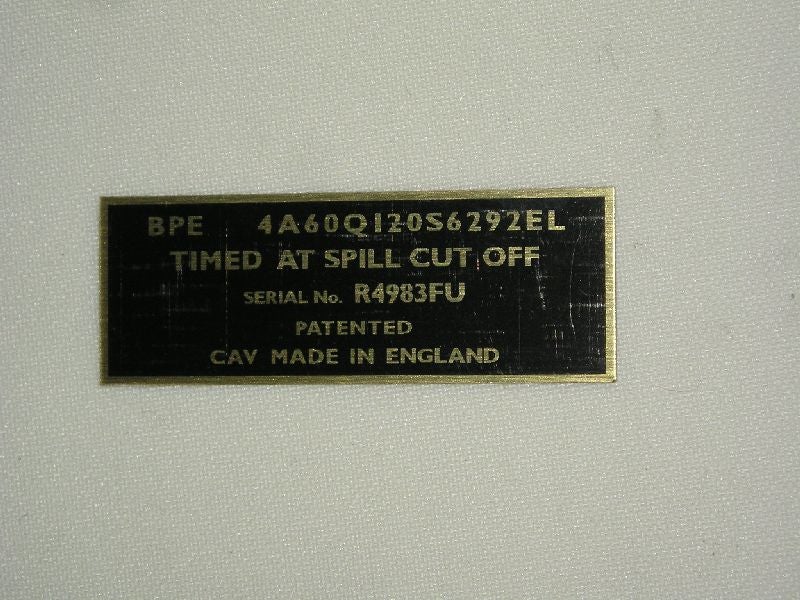 BPE 4A60Q120S6292EL
TIMED AT SPILL CUT OFF
SERIAL No. R4983FU
PATENTED
CAV MADE IN ENGLAND